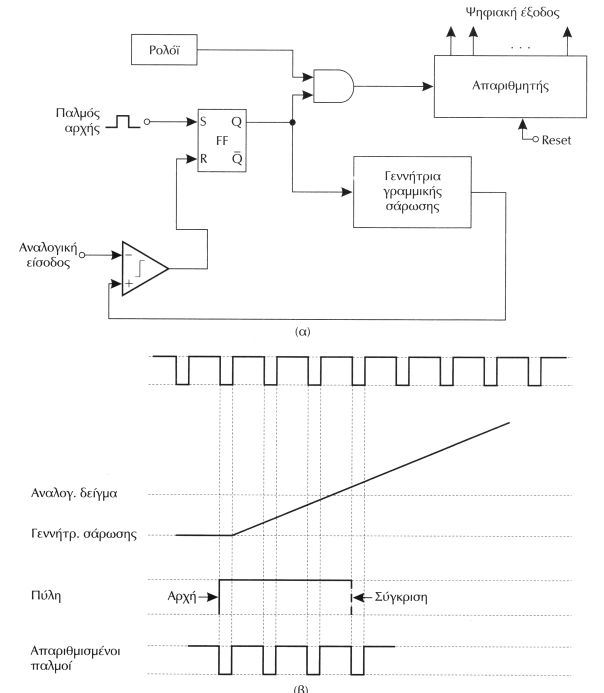 Ψηφιακή έξοδος
. . .
Ρολόϊ
Απαριθμητής
Παλμός
αρχής
S Q
FF
R Q̅
Reset
Γεννήτρια
γραμμικής
σάρωσης
Αναλογική
είσοδος
−
+
(α)
Αναλογ. δείγμα
Γεννήτρ. σάρωσης
Πύλη
Αρχή
Σύγκριση
Απαριθμισμένοι
παλμοί
(β)